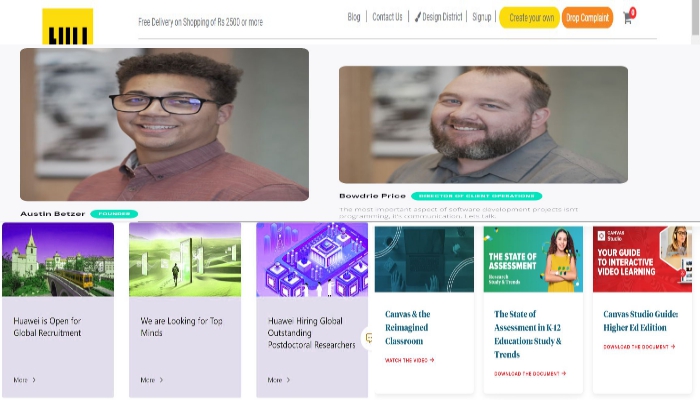 Free Delivery on Shopping of Rs 2500 or more
Blog
Contact Us
Design District
Signup
Create your own
Drop Complaint
0
Austin Betzer
FOUNDER
Bowdrie Price
DIRECTOR OF CLIENT OPERATIONS
The most important aspect of software development projects isn't
programming, it's communication. Let's talk.
Huawei is Open for
Global Recruitment
More
We are Looking for Top
Minds
More
Huawei Hiring Global
Outstanding
Postdoctoral Researchers
More
Canvas & the
Reimagined
Classroom
WATCH THE VIDEO
THE STATE OF
ASSESSMENT
Research
Study & Trends
The State of
Assessment in K-12
Education: Study &
Trends
DOWNLOAD THE DOCUMENT
CANVAS
Studio
YOUR GUIDE
TO INTERACTIVE
VIDEO LEARNING
Canvas Studio Guide:
Higher Ed Edition
DOWNLOAD THE DOCUMENT